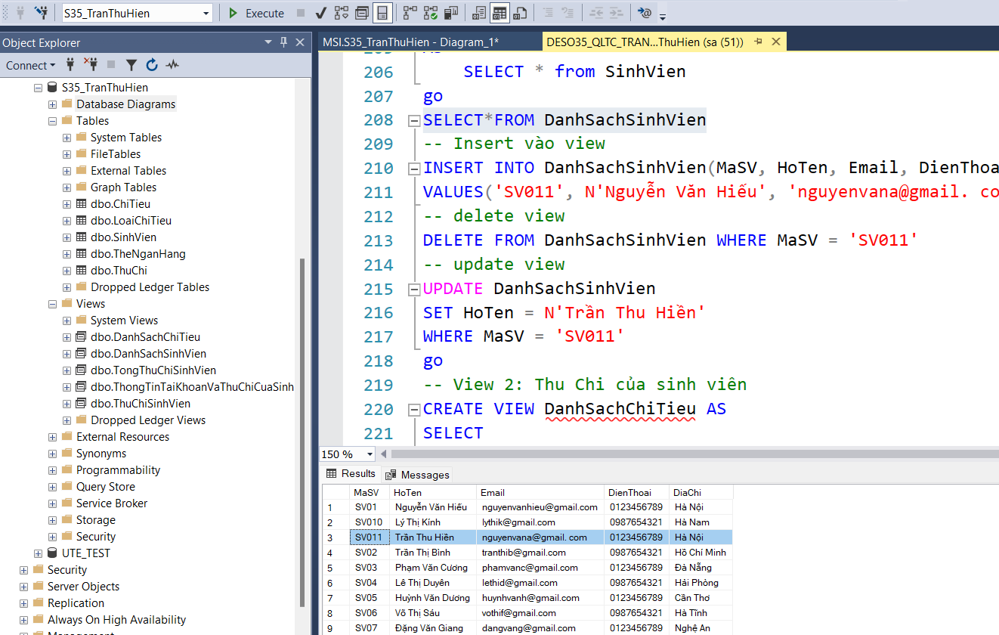 S35_TranThuHien
Execute
Object Explorer
Connect
S35_TranThuHien
Database Diagrams
Tables
System Tables
FileTables
External Tables
Graph Tables
dbo.ChiTieu
dbo.LoaiChiTieu
dbo.SinhVien
dbo.TheNganHang
dbo.ThuChi
Dropped Ledger Tables
Views
System Views
dbo.DanhSachChiTieu
dbo.DanhSachSinhVien
dbo.TongThuChiSinhVien
dbo.ThongTinTaiKhoanVaThuChiCuaSinh
dbo.ThuChiSinhVien
Dropped Ledger Views
External Resources
Synonyms
Programmability
Query Store
Service Broker
Storage
Security
UTE_TEST
Security
Server Objects
Replication
Always On High Availability
MSI.S35_TranThuHien - Diagram_1*
DESO35_QLTC_TRAN...ThuHien (sa (51))
206 SELECT * from SinhVien
207 go
208 SELECT*FROM DanhSachSinhVien
209 -- Insert vào view
210 INSERT INTO DanhSachSinhVien(MaSV, HoTen, Email, DienThoa
211 VALUES('SV011', N'Nguyễn Văn Hiếu', 'nguyenvana@gmail. co
212 -- delete view
213 DELETE FROM DanhSachSinhVien WHERE MaSV = 'SV011'
214 -- update view
215 UPDATE DanhSachSinhVien
216 SET HoTen = N'Trần Thu Hiền'
217 WHERE MaSV = 'SV011'
218 go
219 -- View 2: Thu Chi của sinh viên
220 CREATE VIEW DanhSachChiTieu AS
221 SELECT
150 %
Results Messages
MaSV HoTen Email DienThoai DiaChi
1 SV01 Nguyễn Văn Hiếu nguyenvanhieu@gmail.com 0123456789 Hà Nội
2 SV010 Lý Thị Kính lythik@gmail.com 0987654321 Hà Nam
3 SV011 Trần Thu Hiền nguyenvana@gmail. com 0123456789 Hà Nội
4 SV02 Trần Thị Bình tranthib@gmail.com 0987654321 Hồ Chí Minh
5 SV03 Phạm Văn Cương phamvanc@gmail.com 0123456789 Đà Nẵng
6 SV04 Lê Thị Duyên lethid@gmail.com 0987654321 Hải Phòng
7 SV05 Huỳnh Văn Dương huynhvanh@gmail.com 0123456789 Cần Thơ
8 SV06 Võ Thị Sáu vothif@gmail.com 0987654321 Hà Tĩnh
9 SV07 Đặng Văn Giang dangvang@gmail.com 0123456789 Nghệ An